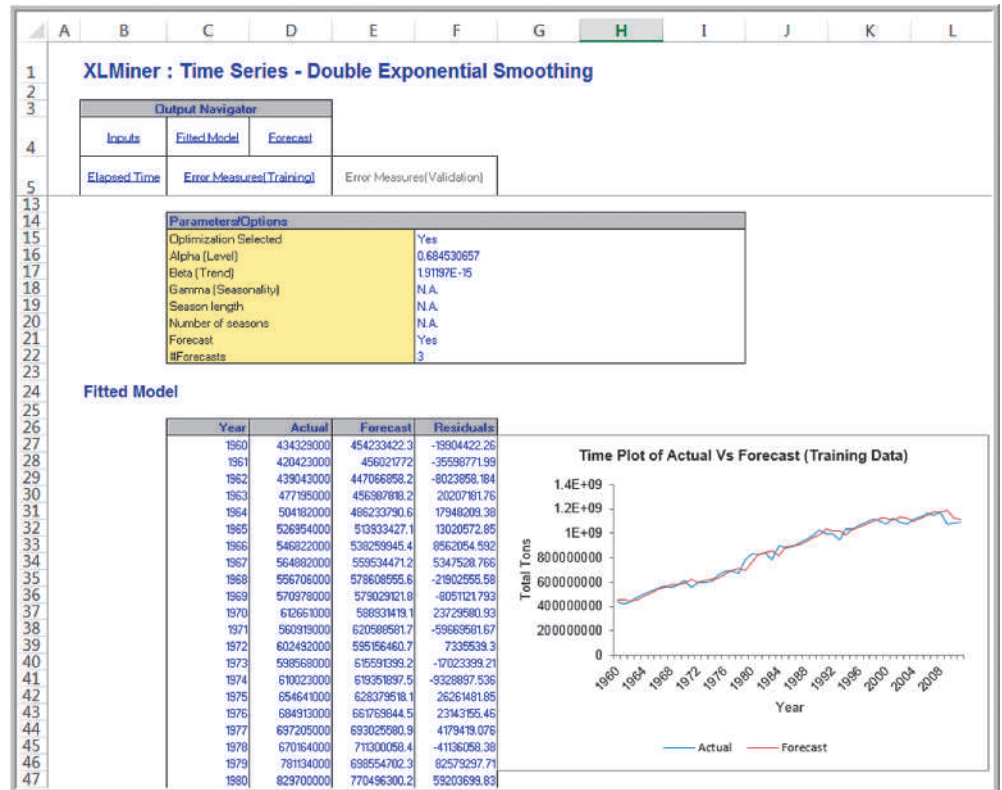 A B C D E F G H I J K L
1 XLMiner : Time Series - Double Exponential Smoothing
2
3 Output Navigator
4 Inputs Fitted Model Forecast
5 Elapsed Time Error Measures(Training) Error Measures(Validation)
13
14 Parameters/Options
15 Optimization Selected Yes
16 Alpha (Level) 0.684530657
17 Beta (Trend) 1.91197E-15
18 Gamma (Seasonality) N.A.
19 Season length N.A.
20 Number of seasons N.A.
21 Forecast Yes
22 #Forecasts 3
23
24 Fitted Model
25
26 Year Actual Forecast Residuals
27 1960 434329000 454233422.3 -19904422.26
28 1961 420423000 456021772 -35598771.99
29 1962 439043000 447066858.2 -8023858.184
30 1963 477195000 456987818.2 20207181.76
31 1964 504182000 486233790.6 17948209.38
32 1965 526954000 513933427.1 13020572.85
33 1966 546822000 538259945.4 8562054.592
34 1967 564882000 559534471.2 5347528.766
35 1968 556706000 578608555.6 -21902555.58
36 1969 570978000 579029121.8 -8051121.793
37 1970 612661000 588931419.1 23729580.93
38 1971 560919000 620588581.7 -59669581.67
39 1972 602492000 595156460.7 7335539.3
40 1973 598568000 615591399.2 -17023399.21
41 1974 610023000 619351897.5 -9328897.536
42 1975 654641000 628379518.1 26261481.85
43 1976 684913000 661769844.5 23143155.46
44 1977 697205000 693025580.9 4179419.076
45 1978 670164000 711300058.4 -41136058.38
46 1979 781134000 698554702.3 82579297.71
47 1980 829700000 770496300.2 59203699.83
Time Plot of Actual Vs Forecast (Training Data)
Total Tons
1.4E+09
1.2E+09
1E+09
800000000
600000000
400000000
200000000
0
1960 1964 1968 1972 1976 1980 1984 1988 1992 1996 2000 2004 2008
Year
Actual Forecast